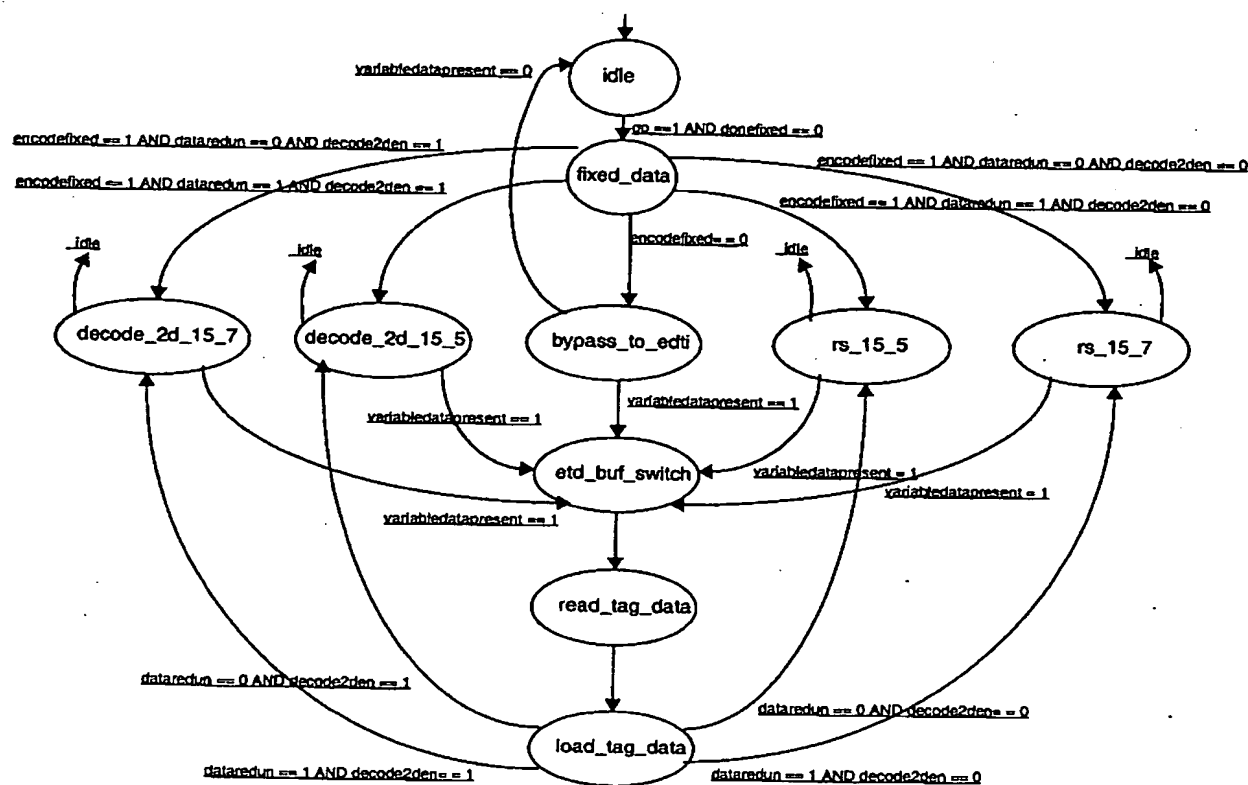 idle
variabledatapresent == 0
go ==1 AND donefixed == 0
encodefixed == 1 AND dataredun == 0 AND decode2den == 1
encodefixed == 1 AND dataredun == 0 AND decode2den == 0
fixed_data
encodefixed == 1 AND dataredun == 1 AND decode2den == 1
encodefixed == 1 AND dataredun == 1 AND decode2den == 0
encodefixed= = 0
idle
idle
idle
idle
decode_2d_15_7
decode_2d_15_5
bypass_to_edti
rs_15_5
rs_15_7
variabledatapresent == 1
variabledatapresent == 1
etd_buf_switch
variabledatapresent = 1
variabledatapresent = 1
variabledatapresent == 1
read_tag_data
dataredun == 0 AND decode2den == 1
dataredun == 0 AND decode2den= = 0
load_tag_data
dataredun == 1 AND decode2den= = 1
dataredun == 1 AND decode2den == 0